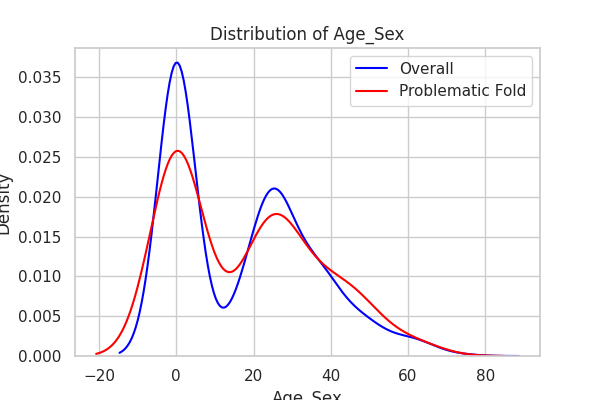 Distribution of Age_Sex
Overall
Problematic Fold
Density
0.035
0.030
0.025
0.020
0.015
0.010
0.005
0.000
−20 0 20 40 60 80
Age_Sex